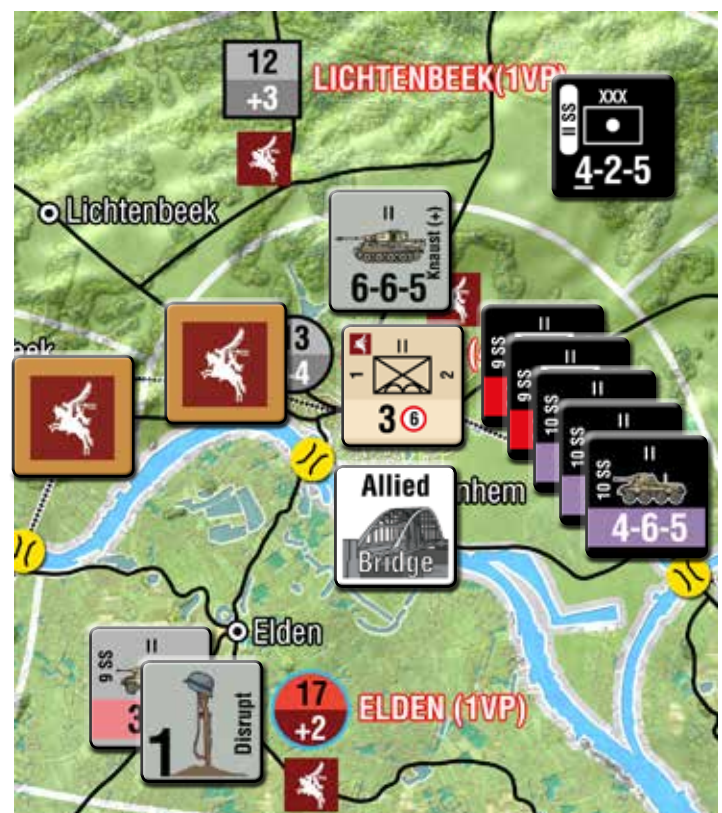 12
+3
LICHTENBEEK(1VP)
XXX
II SS
4-2-5
Lichtenbeek
II
6-6-5
Knaust (+)
3
4
eek
1
II
2
3 6
II
9 SS
II
9 SS
II
10 SS
II
10 SS
II
10 SS
4-6-5
Allied
Bridge
nhem
Elden
II
9 SS
3
1
Disrupt
17
+2
ELDEN (1VP)